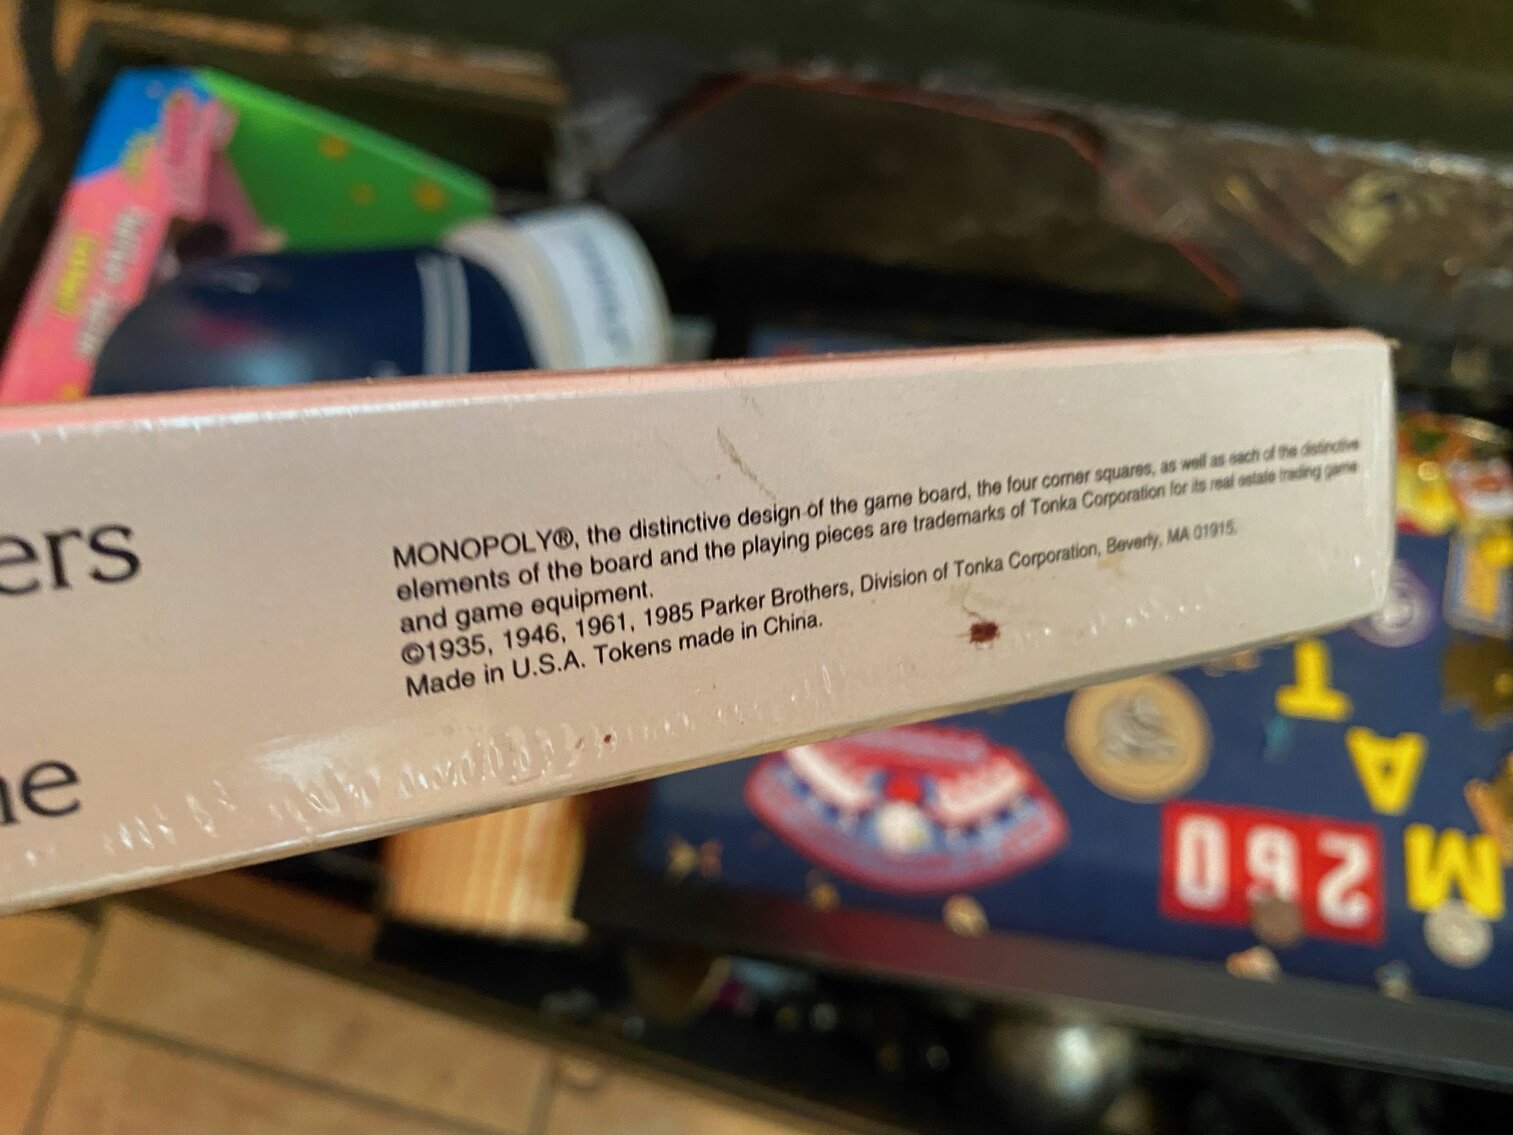 ers
ne
MONOPOLY®, the distinctive design of the game board, the four corner squares, as well as each of the distinctive
elements of the board and the playing pieces are trademarks of Tonka Corporation for its real estate trading game
and game equipment.
©1935, 1946, 1961, 1985 Parker Brothers, Division of Tonka Corporation, Beverly, MA 01915.
Made in U.S.A. Tokens made in China.
MAT
S60